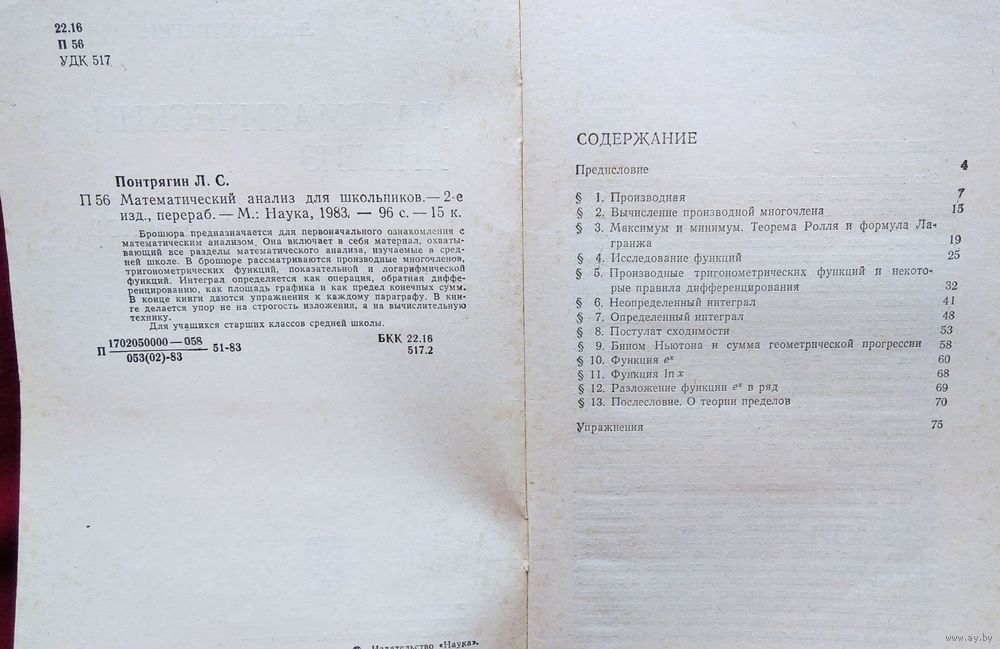 22.16
П 56
УДК 517
Понтрягин Л. С.
П 56 Математический анализ для школьников.— 2-е
изд., перераб. — М.: Наука, 1983. — 96 с. — 15 к.
Брошюра предназначается для первоначального ознакомления с
математическим анализом. Она включает в себя материал, охваты-
вающий все разделы математического анализа, изучаемые в сред-
ней школе. В брошюре рассматриваются производные многочленов,
тригонометрических функций, показательной и логарифмической
функций. Интеграл определяется как операция, обратная диффе-
ренцированию, как площадь графика и как предел конечных сумм.
В конце книги даются упражнения к каждому параграфу. В кни-
ге делается упор не на строгость изложения, а на вычислительную
технику.
Для учащихся старших классов средней школы.
П 1702050000—058 51-83
053(02)-83
БКК 22.16
517.2
© Издательство «Наука».
СОДЕРЖАНИЕ
Предисловие 4
§ 1. Производная 7
§ 2. Вычисление производной многочлена 15
§ 3. Максимум и минимум. Теорема Ролля и формула Ла-
гранжа 19
§ 4. Исследование функций 25
§ 5. Производные тригонометрических функций и некото-
рые правила дифференцирования 32
§ 6. Неопределенный интеграл 41
§ 7. Определенный интеграл 48
§ 8. Постулат сходимости 53
§ 9. Бином Ньютона и сумма геометрической прогрессии 58
§ 10. Функция eˣ 60
§ 11. Функция ln x 68
§ 12. Разложение функции eˣ в ряд 69
§ 13. Послесловие. О теории пределов 70
Упражнения 75
www.ay.by